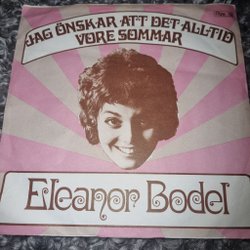 JAG ÖNSKAR ATT DET ALLTID
VORE SOMMAR
Eleanor Bodel